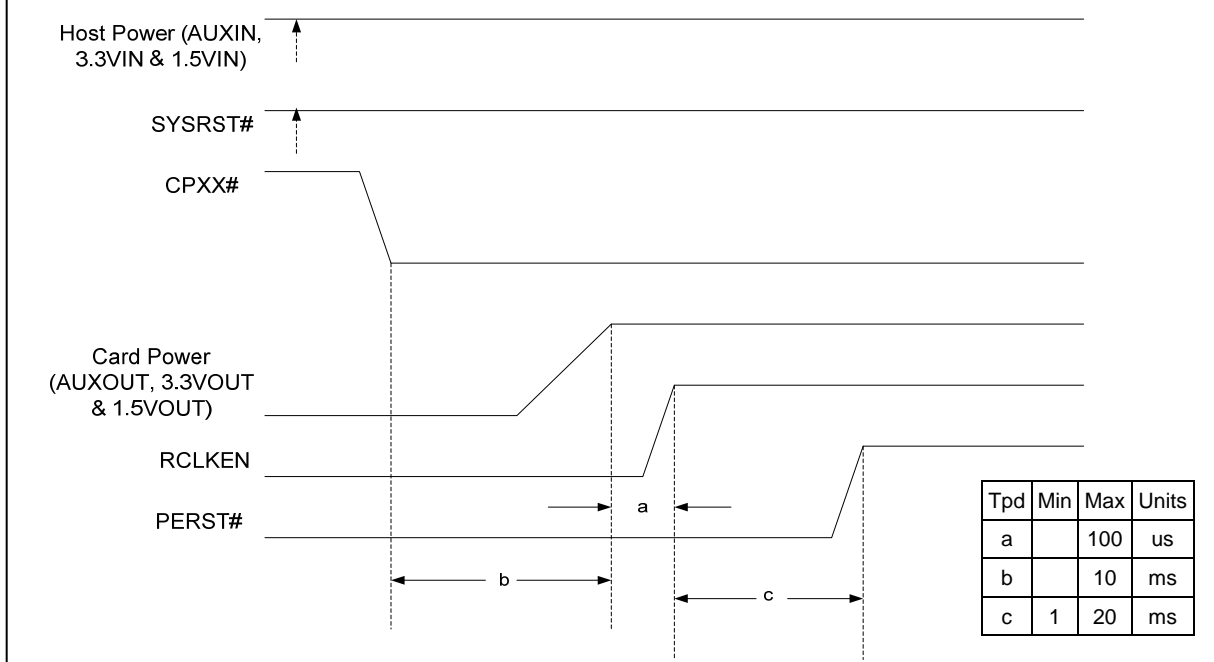 Host Power (AUXIN,
3.3VIN & 1.5VIN)
SYSRST#
CPXX#
Card Power
(AUXOUT, 3.3VOUT
& 1.5VOUT)
RCLKEN
PERST#
a
b
c
Tpd Min Max Units
a 100 us
b 10 ms
c 1 20 ms